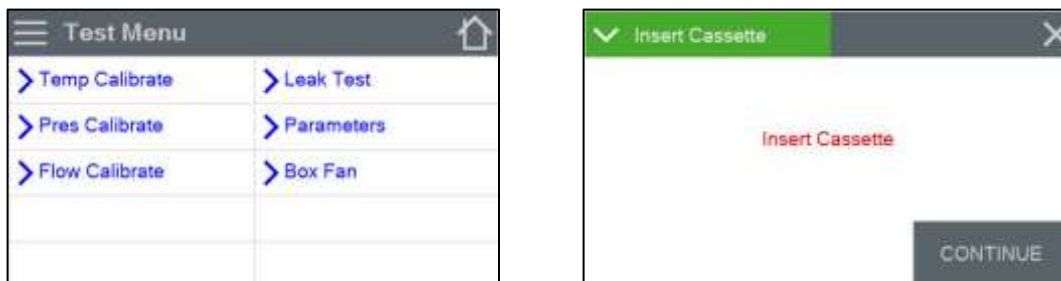 Test Menu
Temp Calibrate
Leak Test
Pres Calibrate
Parameters
Flow Calibrate
Box Fan
Insert Cassette
Insert Cassette
CONTINUE